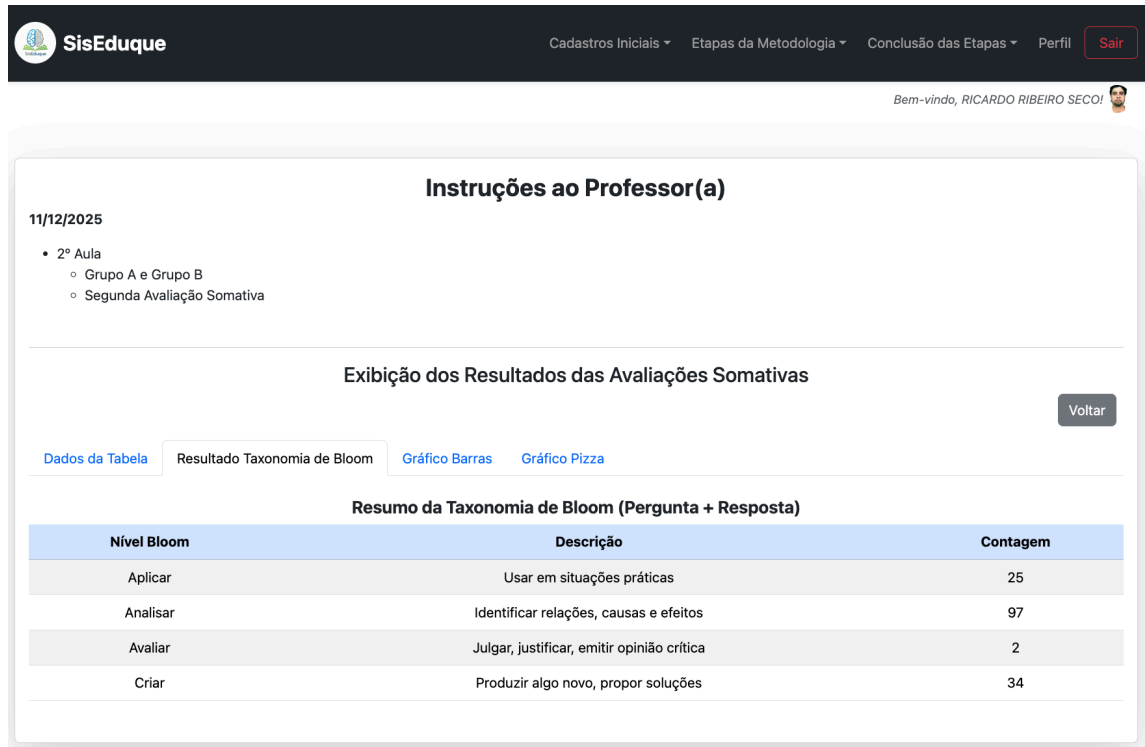 SisEduque Cadastros Iniciais Etapas da Metodologia Conclusão das Etapas Perfil Sair
Bem-vindo, RICARDO RIBEIRO SECO!
Instruções ao Professor(a)
11/12/2025
2º Aula
Grupo A e Grupo B
Segunda Avaliação Somativa
Exibição dos Resultados das Avaliações Somativas
Voltar
Dados da Tabela Resultado Taxonomia de Bloom Gráfico Barras Gráfico Pizza
Resumo da Taxonomia de Bloom (Pergunta + Resposta)
Nível Bloom Descrição Contagem
Aplicar Usar em situações práticas 25
Analisar Identificar relações, causas e efeitos 97
Avaliar Julgar, justificar, emitir opinião crítica 2
Criar Produzir algo novo, propor soluções 34